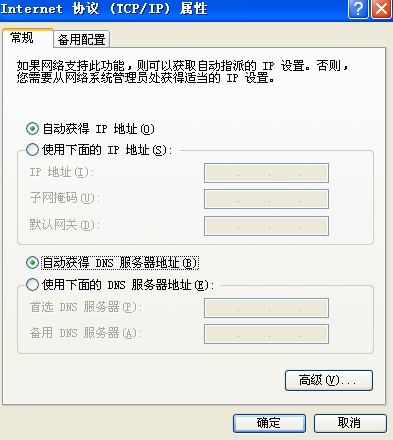 Internet 协议 (TCP/IP) 属性
常规 备用配置
如果网络支持此功能，则可以获取自动指派的 IP 设置。否则，
您需要从网络系统管理员处获得适当的 IP 设置。
自动获得 IP 地址(O)
使用下面的 IP 地址(S):
IP 地址(I):
子网掩码(U):
默认网关(D):
自动获得 DNS 服务器地址(B)
使用下面的 DNS 服务器地址(E):
首选 DNS 服务器(P):
备用 DNS 服务器(A):
高级(V)...
确定 取消